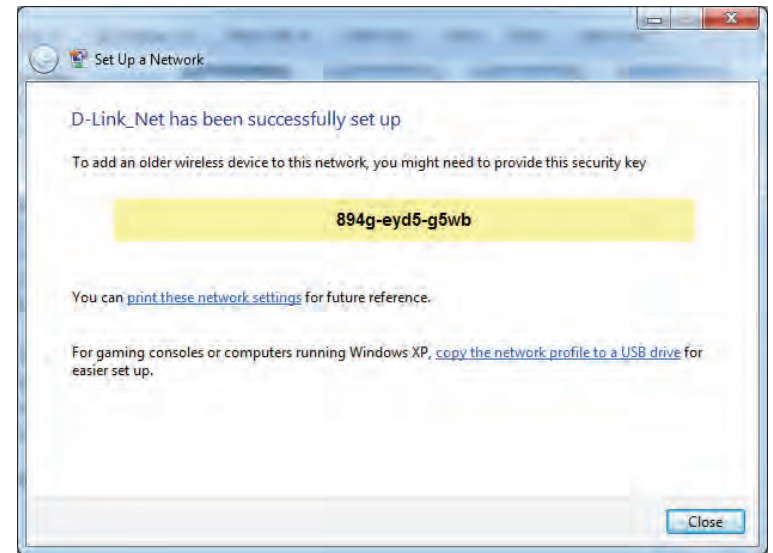 Set Up a Network
D-Link_Net has been successfully set up
To add an older wireless device to this network, you might need to provide this security key
894g-eyd5-g5wb
You can print these network settings for future reference.
For gaming consoles or computers running Windows XP, copy the network profile to a USB drive for
easier set up.
Close